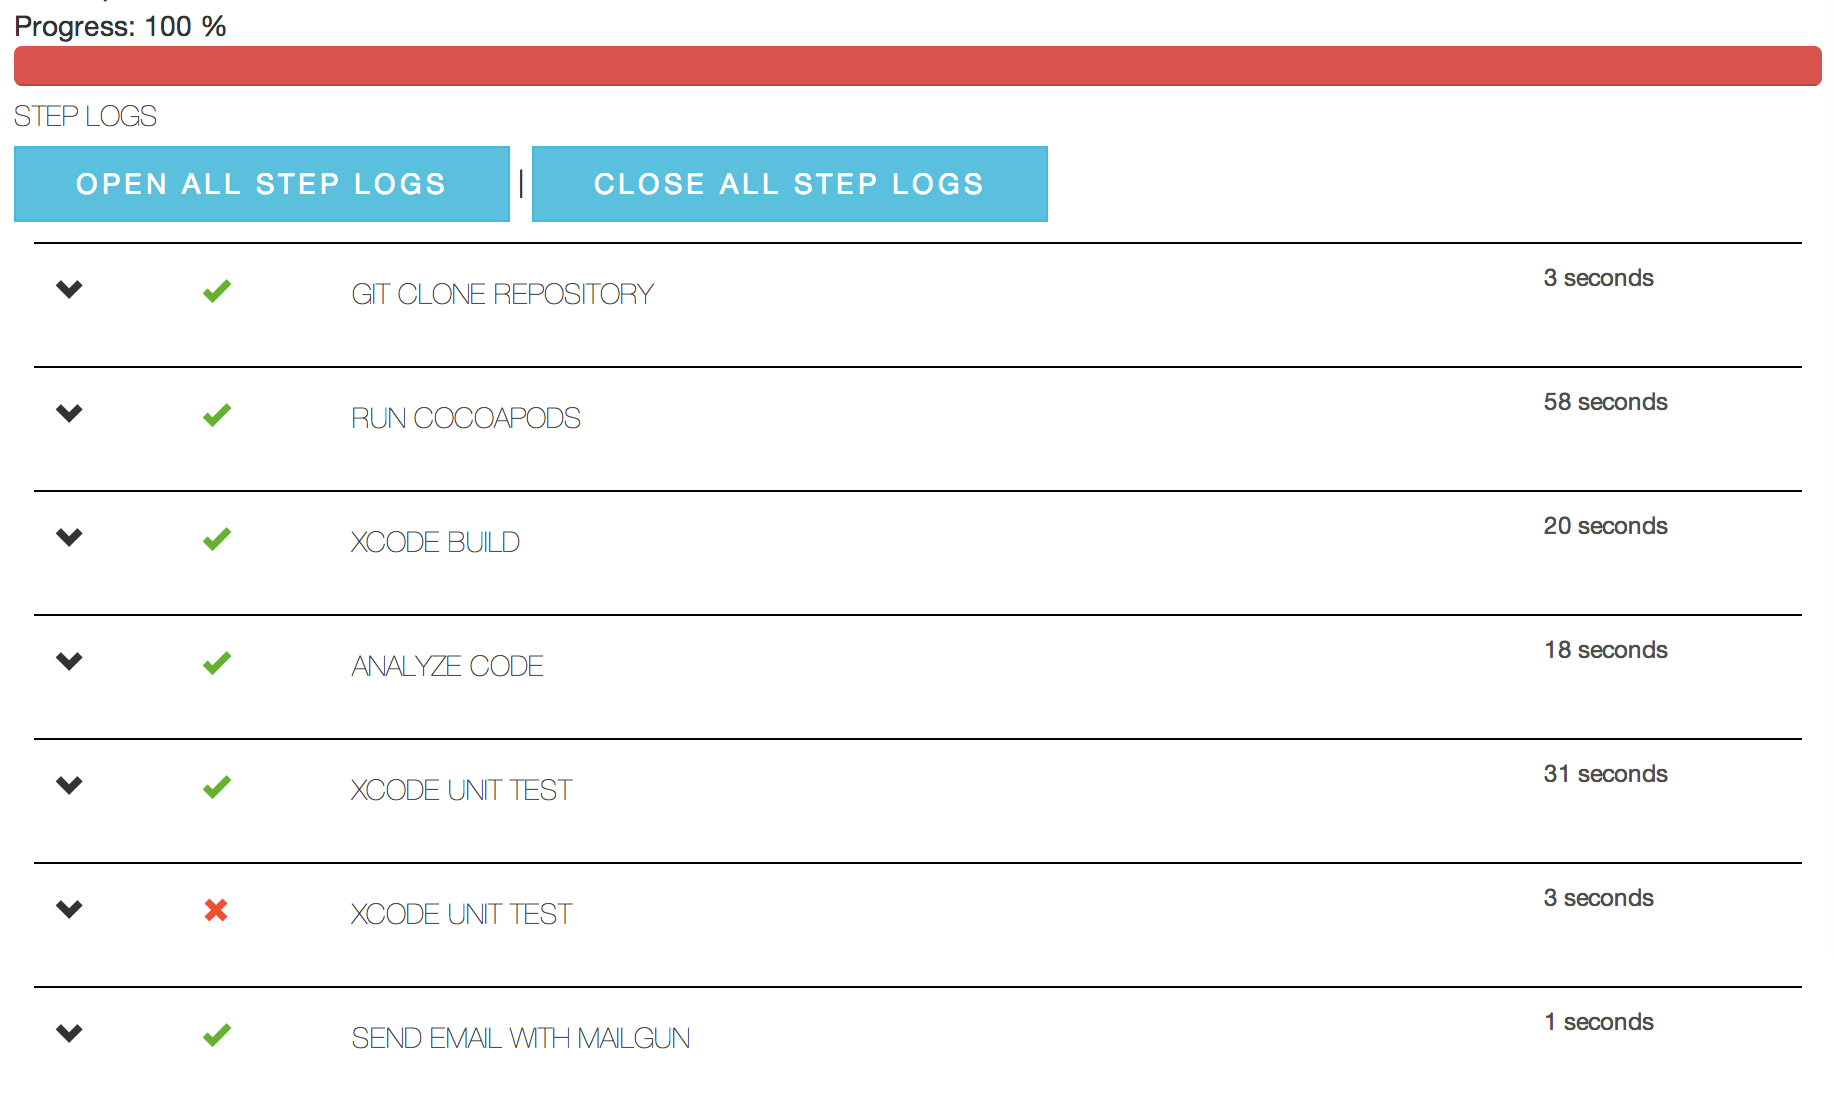 Progress: 100 %
STEP LOGS
OPEN ALL STEP LOGS | CLOSE ALL STEP LOGS
GIT CLONE REPOSITORY 3 seconds
RUN COCOAPODS 58 seconds
XCODE BUILD 20 seconds
ANALYZE CODE 18 seconds
XCODE UNIT TEST 31 seconds
XCODE UNIT TEST 3 seconds
SEND EMAIL WITH MAILGUN 1 seconds